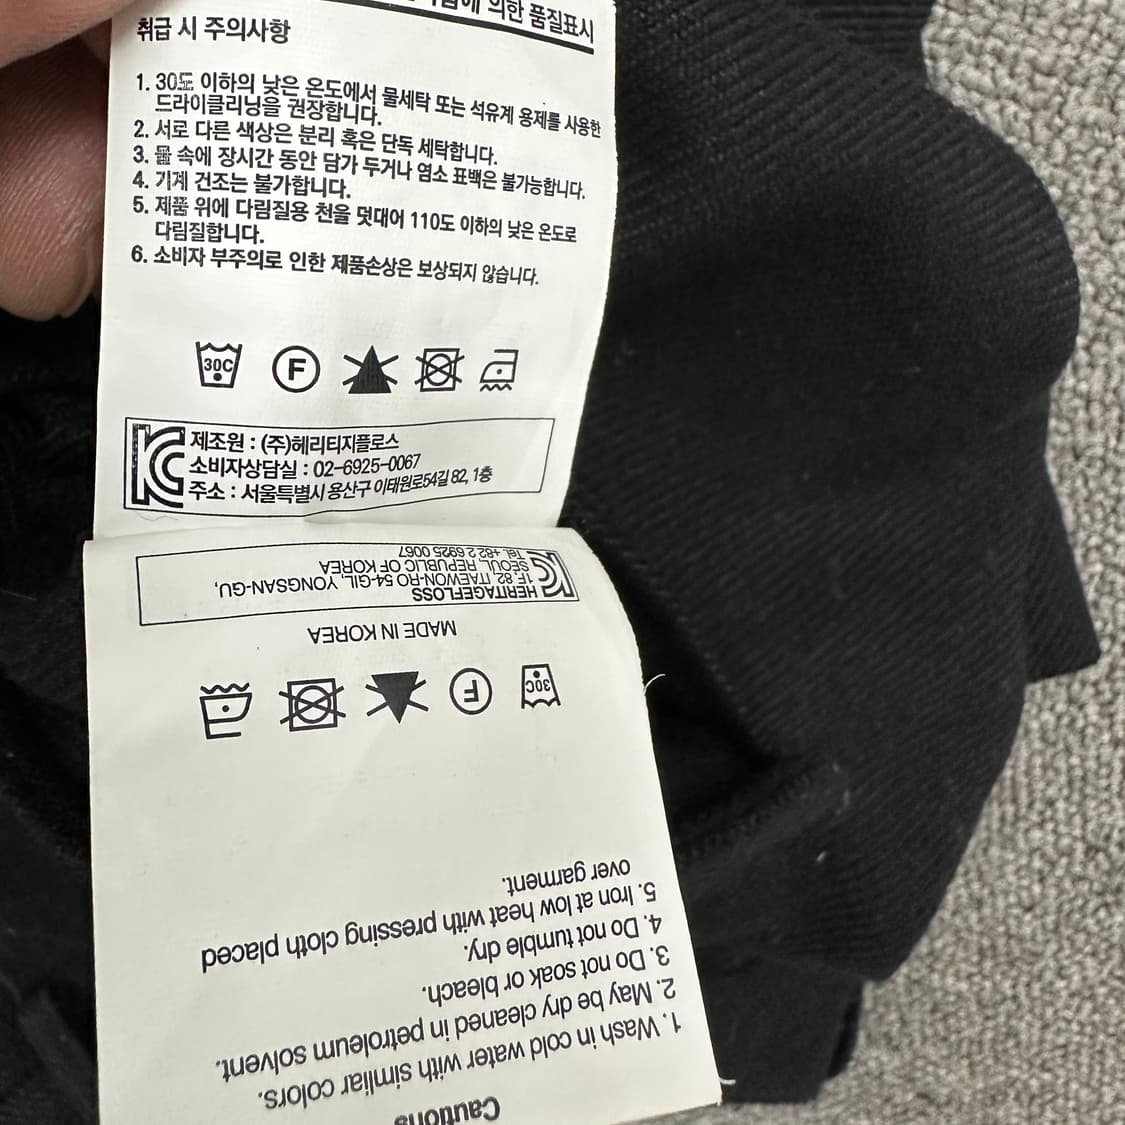 의한 품질표시
취급 시 주의사항
1. 30도 이하의 낮은 온도에서 물세탁 또는 석유계 용제를 사용한
드라이클리닝을 권장합니다.
2. 서로 다른 색상은 분리 혹은 단독 세탁합니다.
3. 물 속에 장시간 동안 담가 두거나 염소 표백은 불가능합니다.
4. 기계 건조는 불가합니다.
5. 제품 위에 다림질용 천을 덧대어 110도 이하의 낮은 온도로
다림질합니다.
6. 소비자 부주의로 인한 제품손상은 보상되지 않습니다.
30C F
제조원 : (주)헤리티지플로스
소비자상담실 : 02-6925-0067
주소 : 서울특별시 용산구 이태원로54길 82, 1층
Cautions
1. Wash in cold water with similiar colors.
2. May be dry cleaned in petroleum solvent.
3. Do not soak or bleach.
4. Do not tumble dry.
5. Iron at low heat with pressing cloth placed
over garment.
30C F
MADE IN KOREA
HERITAGEFLOSS
1F, 82, ITAEWON-RO 54-GIL, YONGSAN-GU,
SEOUL, REPUBLIC OF KOREA
Tel. +82 2 6925 0067